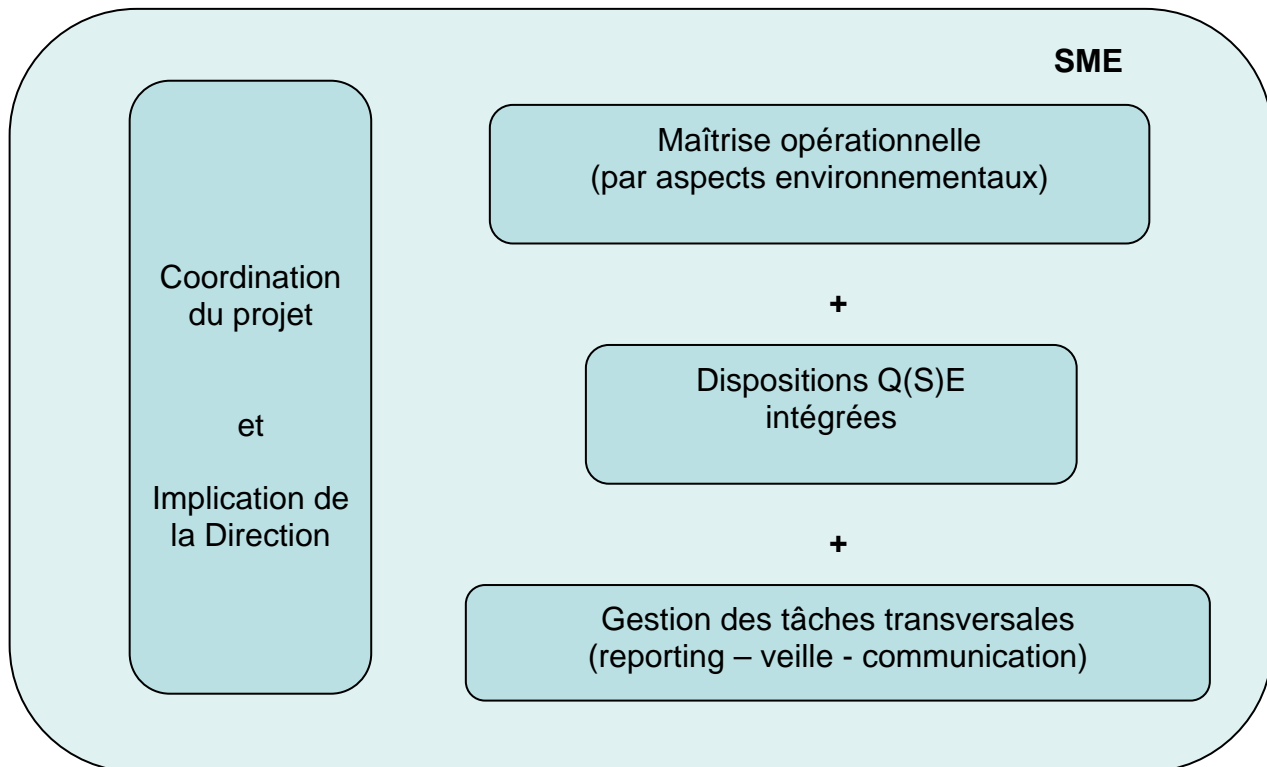 SME
Coordination
du projet
et
Implication de
la Direction
Maîtrise opérationnelle
(par aspects environnementaux)
+
Dispositions Q(S)E
intégrées
+
Gestion des tâches transversales
(reporting – veille - communication)